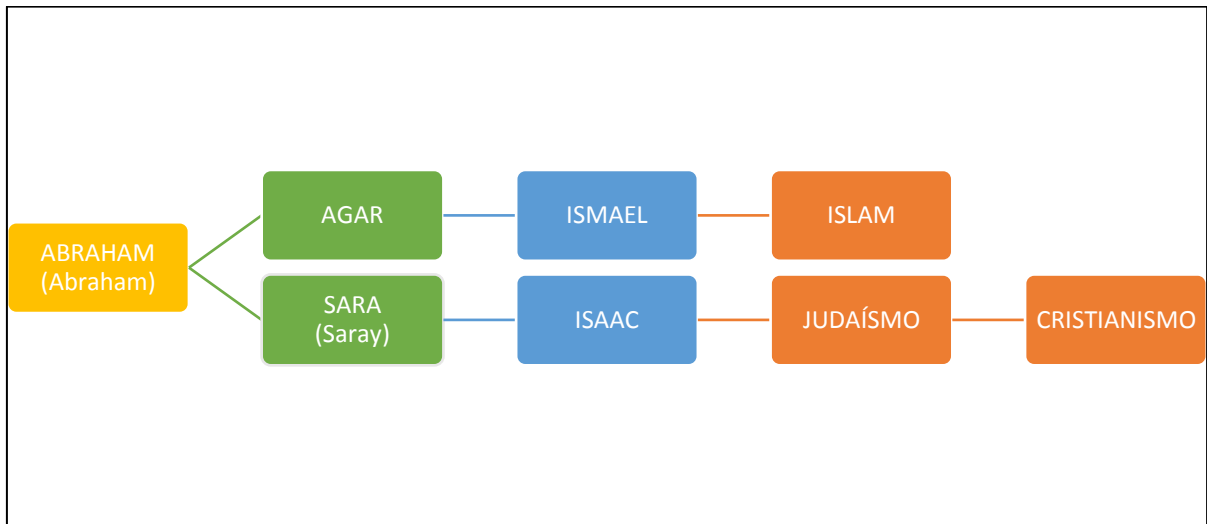 ABRAHAM
(Abraham)
AGAR
ISMAEL
ISLAM
SARA
(Saray)
ISAAC
JUDAÍSMO
CRISTIANISMO